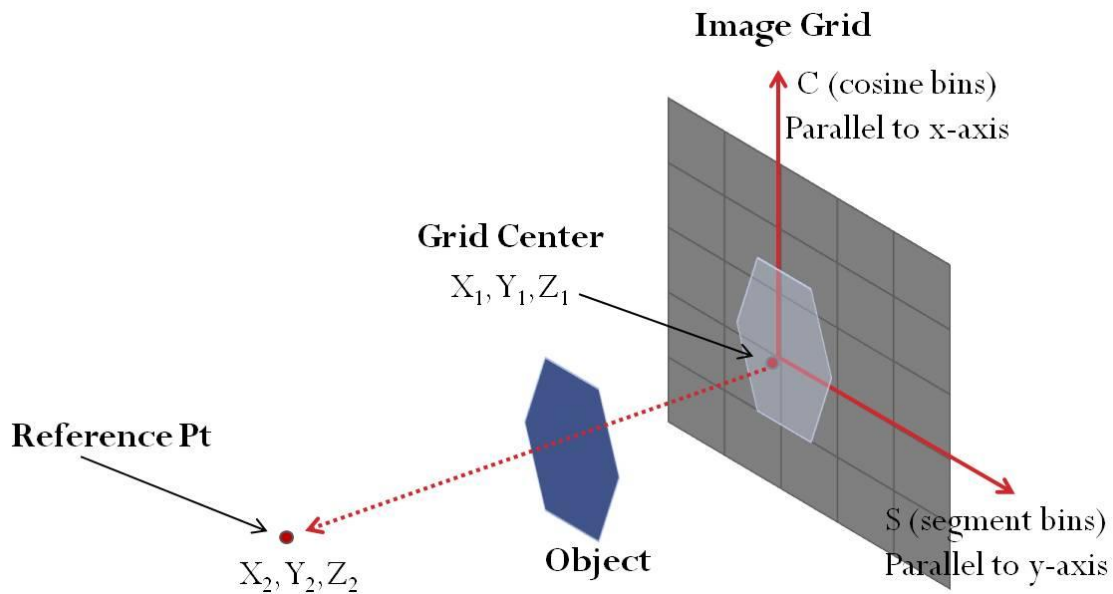 Image Grid
C (cosine bins)
Parallel to x-axis
Grid Center
X₁, Y₁, Z₁
Reference Pt
X₂, Y₂, Z₂
Object
S (segment bins)
Parallel to y-axis